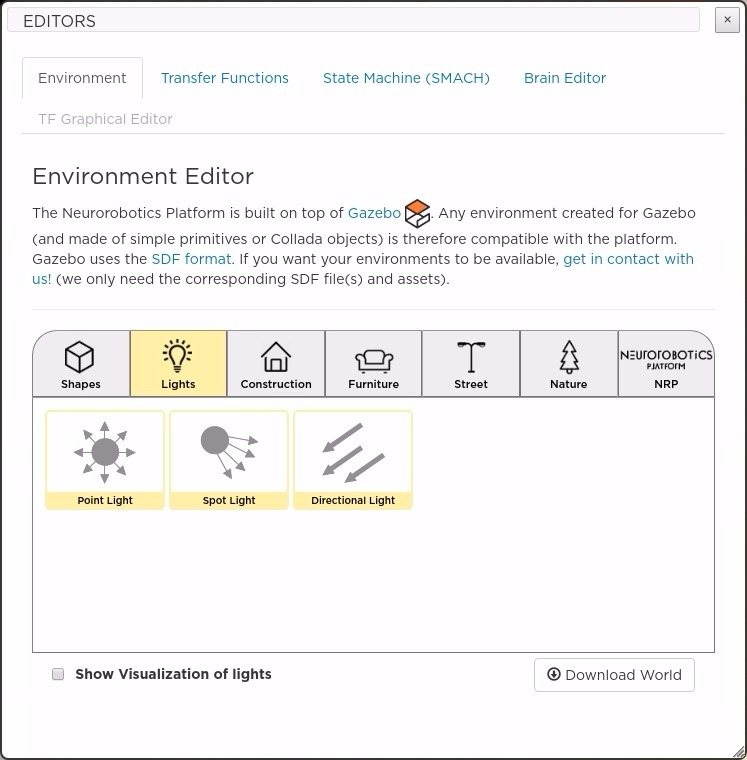 EDITORS
×
Environment
Transfer Functions
State Machine (SMACH)
Brain Editor
TF Graphical Editor
Environment Editor
The Neurorobotics Platform is built on top of Gazebo . Any environment created for Gazebo
(and made of simple primitives or Collada objects) is therefore compatible with the platform.
Gazebo uses the SDF format. If you want your environments to be available, get in contact with
us! (we only need the corresponding SDF file(s) and assets).
Shapes
Lights
Construction
Furniture
Street
Nature
NEUROROBOTICS
PLATFORM
NRP
Point Light
Spot Light
Directional Light
Show Visualization of lights
Download World